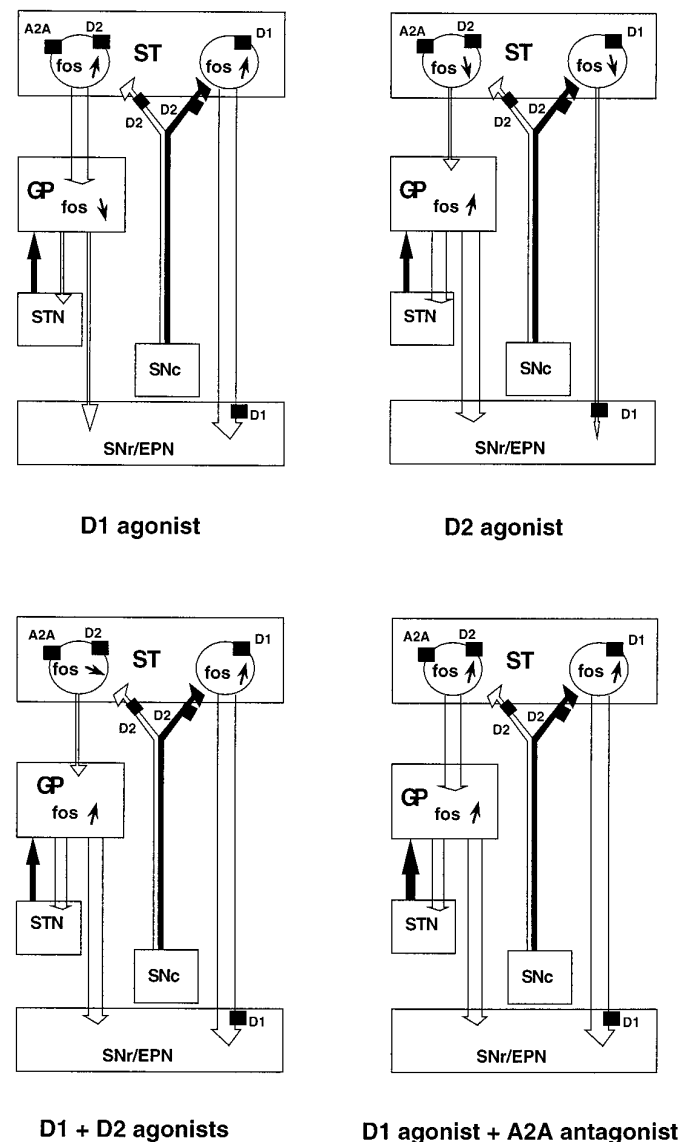 A2A D2 D1
ST
fos fos
D2 D2
GP
fos
STN
SNc
D1
SNr/EPN
D1 agonist
A2A D2 D1
ST
fos fos
D2 D2
GP
fos
STN
SNc
D1
SNr/EPN
D2 agonist
A2A D2 D1
ST
fos fos
D2 D2
GP
fos
STN
SNc
D1
SNr/EPN
D1 + D2 agonists
A2A D2 D1
ST
fos fos
D2 D2
GP
fos
STN
SNc
D1
SNr/EPN
D1 agonist + A2A antagonist